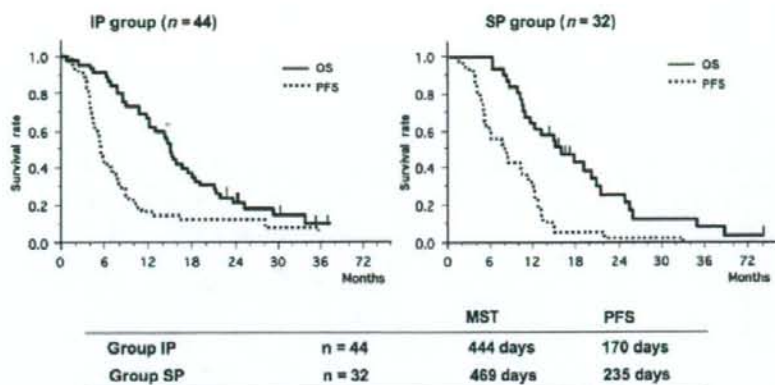 IP group (n = 44)
SP group (n = 32)
Survival rate
1.0
0.8
0.6
0.4
0.2
0.0
OS
PFS
0 6 12 18 24 30 36 72
Months
Survival rate
1.0
0.8
0.6
0.4
0.2
0.0
OS
PFS
0 6 12 18 24 30 36 72
Months
MST PFS
Group IP n = 44 444 days 170 days
Group SP n = 32 469 days 235 days